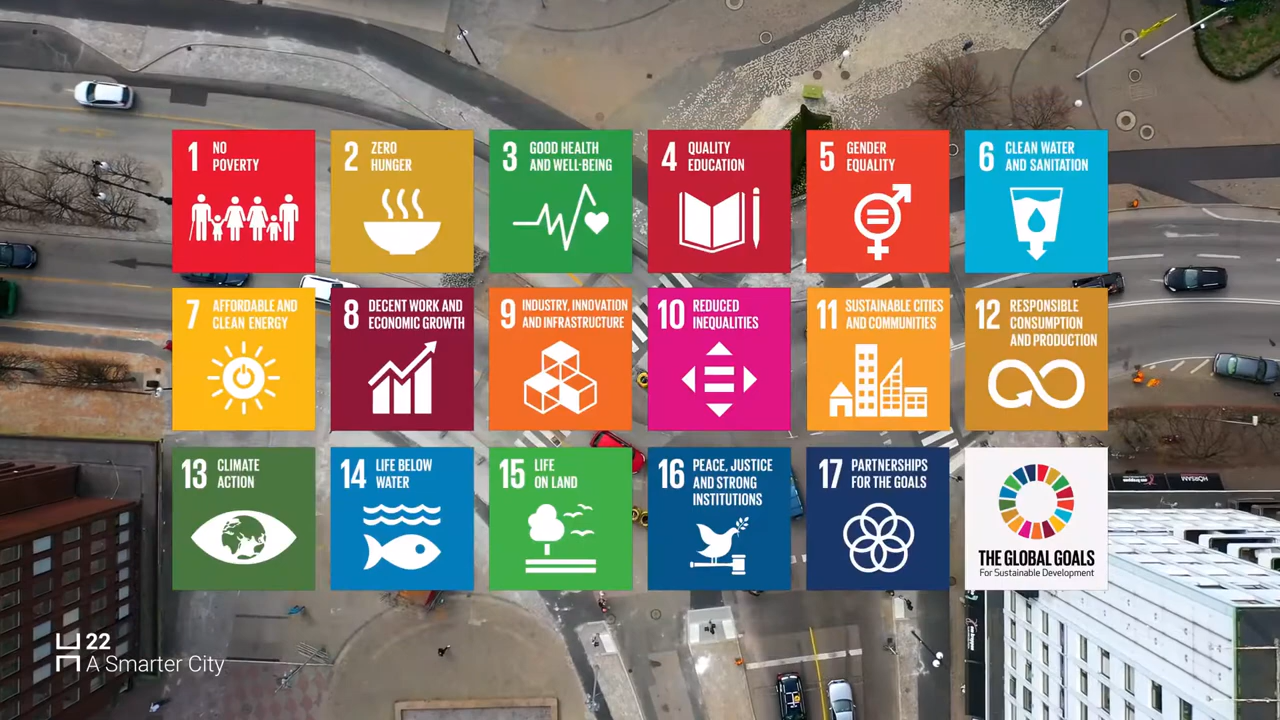 1 NO
POVERTY
2 ZERO
HUNGER
3 GOOD HEALTH
AND WELL-BEING
4 QUALITY
EDUCATION
5 GENDER
EQUALITY
6 CLEAN WATER
AND SANITATION
7 AFFORDABLE AND
CLEAN ENERGY
8 DECENT WORK AND
ECONOMIC GROWTH
9 INDUSTRY, INNOVATION
AND INFRASTRUCTURE
10 REDUCED
INEQUALITIES
11 SUSTAINABLE CITIES
AND COMMUNITIES
12 RESPONSIBLE
CONSUMPTION
AND PRODUCTION
13 CLIMATE
ACTION
14 LIFE BELOW
WATER
15 LIFE
ON LAND
16 PEACE, JUSTICE
AND STRONG
INSTITUTIONS
17 PARTNERSHIPS
FOR THE GOALS
THE GLOBAL GOALS
For Sustainable Development
HÖRSAM
H22
A Smarter City